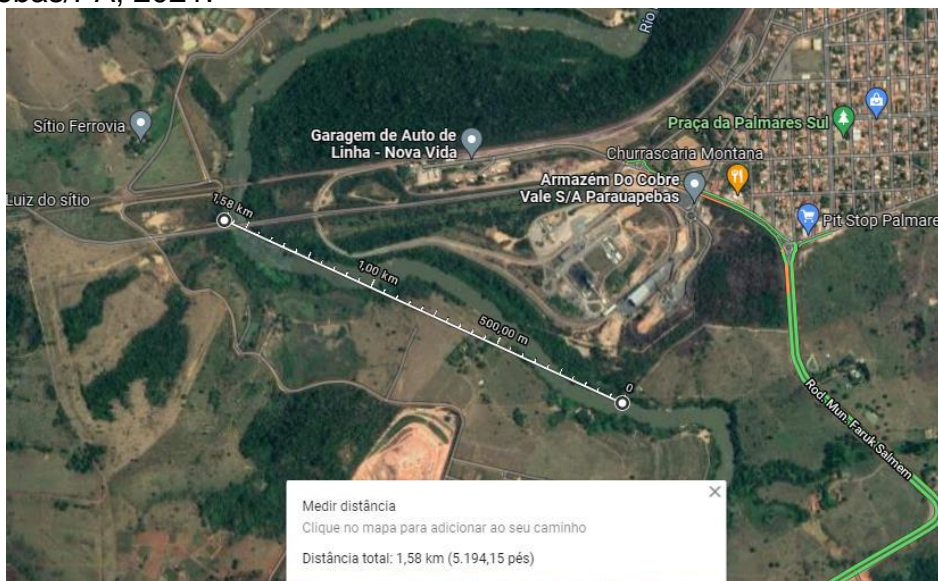 Rio
Sítio Ferrovia
Garagem de Auto de
Linha - Nova Vida
Praça da Palmares Sul
Churrascaria Montana
Armazém Do Cobre
Vale S/A Parauapebas
Luiz do sítio
Pit Stop Palmare
1,58 km
1,00 km
500,00 m
0
Rod. Mun. Faruk Salmem
Medir distância
Clique no mapa para adicionar ao seu caminho
Distância total: 1,58 km (5.194,15 pés)